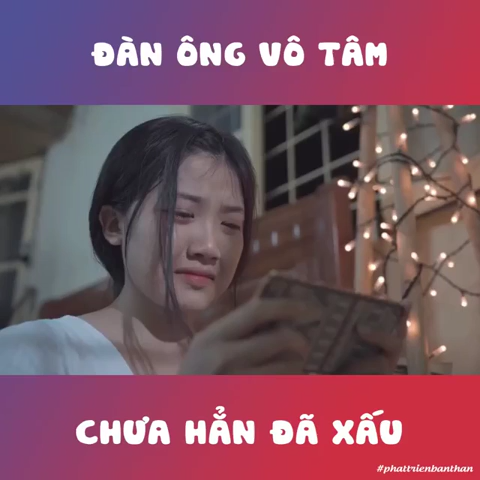 ĐÀN ÔNG VÔ TÂM
CHƯA HẲN ĐÃ XẤU
#phattrienbanthan